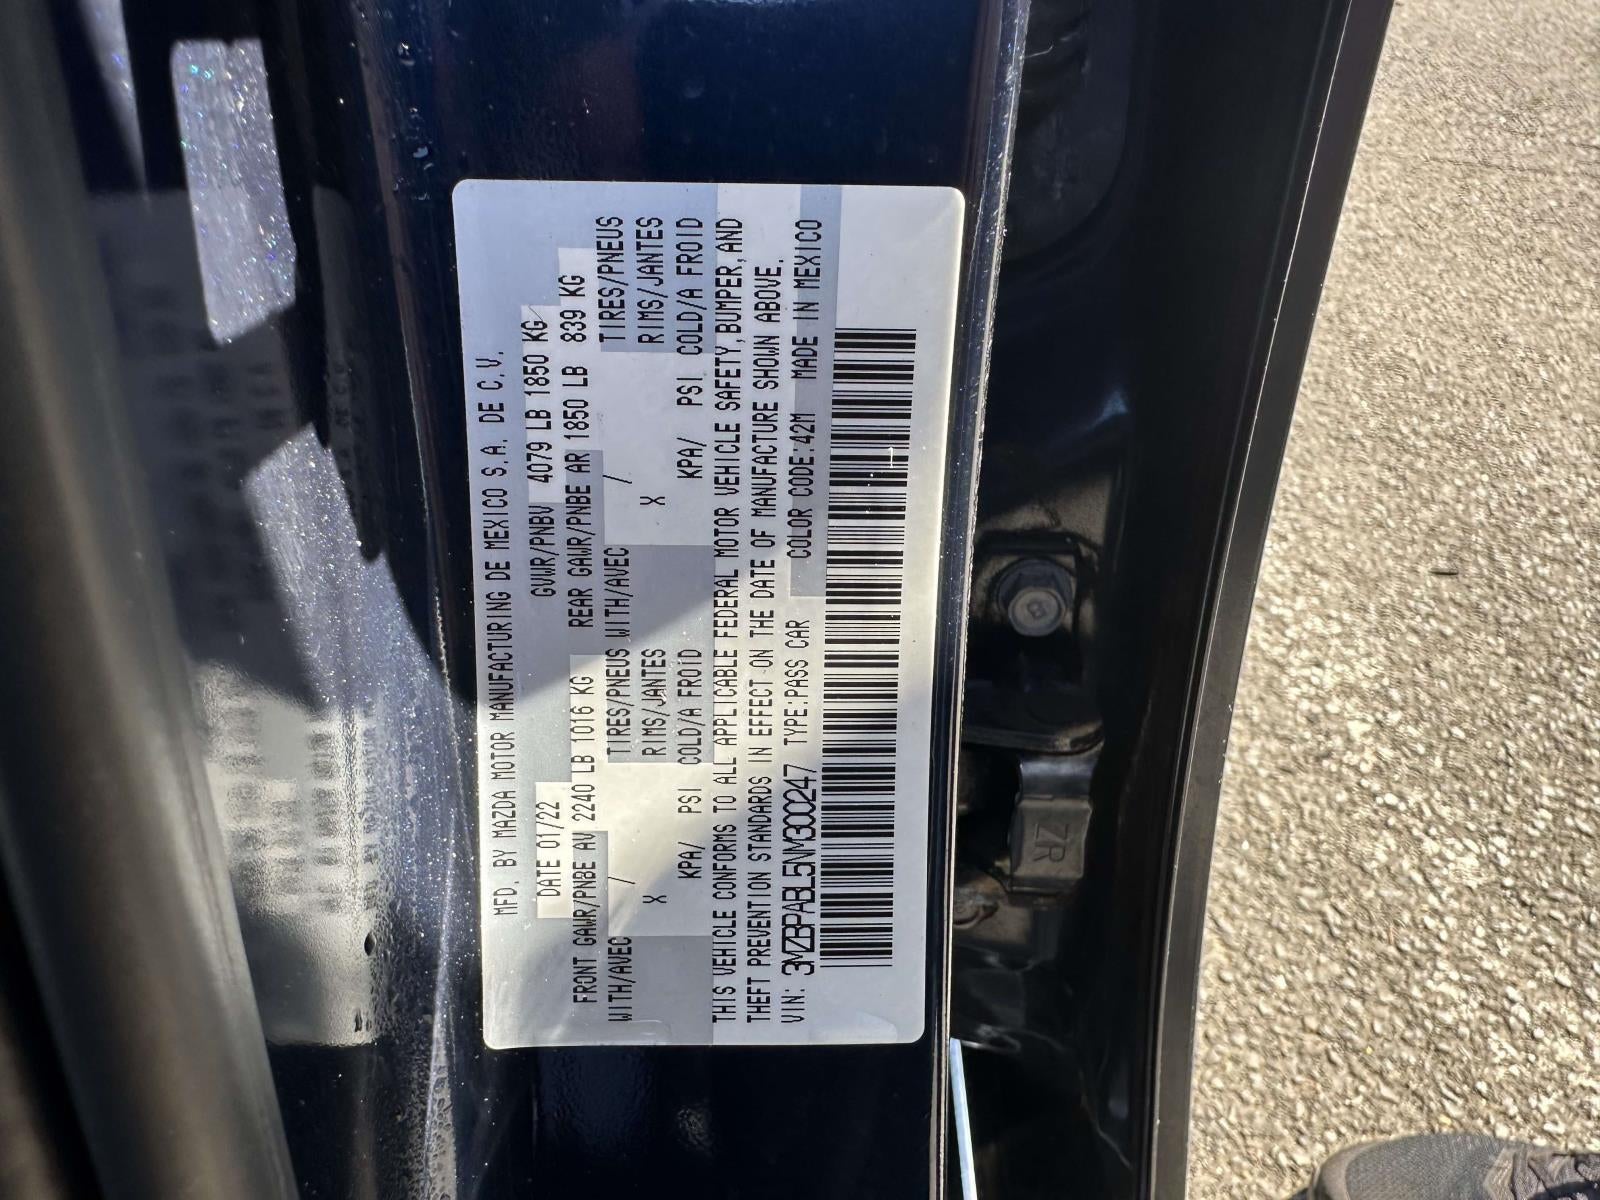 MFD. BY MAZDA MOTOR MANUFACTURING DE MEXICO S.A. DE C.V.
DATE 01/22 GVWR/PNBV 4079 LB 1850 KG
FRONT GAWR/PNBE AV 2240 LB 1016 KG REAR GAWR/PNBE AR 1850 LB 839 KG
WITH/AVEC / TIRES/PNEUS WITH/AVEC / TIRES/PNEUS
X RIMS/JANTES X RIMS/JANTES
KPA/ PSI COLD/A FROID KPA/ PSI COLD/A FROID
THIS VEHICLE CONFORMS TO ALL APPLICABLE FEDERAL MOTOR VEHICLE SAFETY, BUMPER, AND
THEFT PREVENTION STANDARDS IN EFFECT ON THE DATE OF MANUFACTURE SHOWN ABOVE.
VIN: 3MZBPABL5NM300247 TYPE:PASS CAR COLOR CODE:42M MADE IN MEXICO
ZR